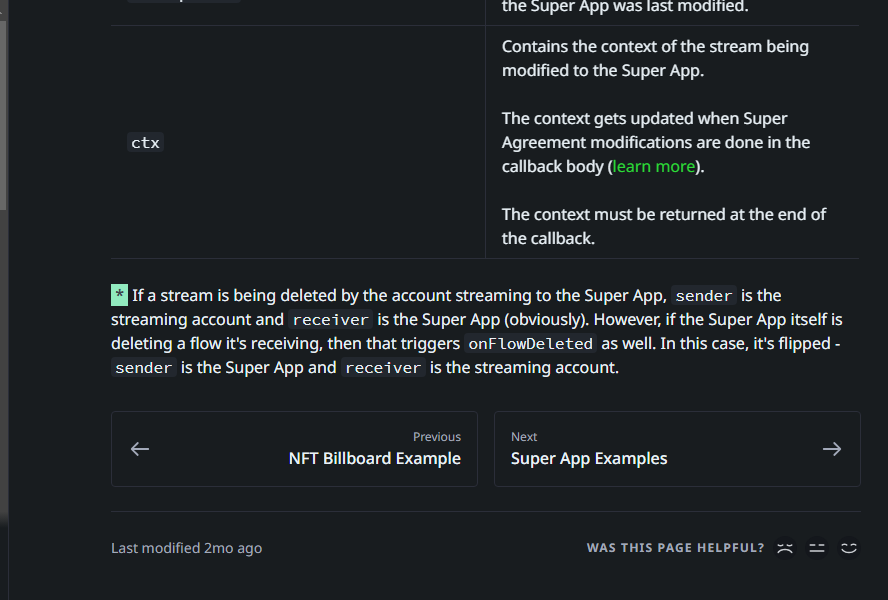 the Super App was last modified.
Contains the context of the stream being
modified to the Super App.
ctx
The context gets updated when Super
Agreement modifications are done in the
callback body (learn more).
The context must be returned at the end of
the callback.
* If a stream is being deleted by the account streaming to the Super App, sender is the
streaming account and receiver is the Super App (obviously). However, if the Super App itself is
deleting a flow it's receiving, then that triggers onFlowDeleted as well. In this case, it's flipped -
sender is the Super App and receiver is the streaming account.
Previous
NFT Billboard Example
Next
Super App Examples
Last modified 2mo ago
WAS THIS PAGE HELPFUL?